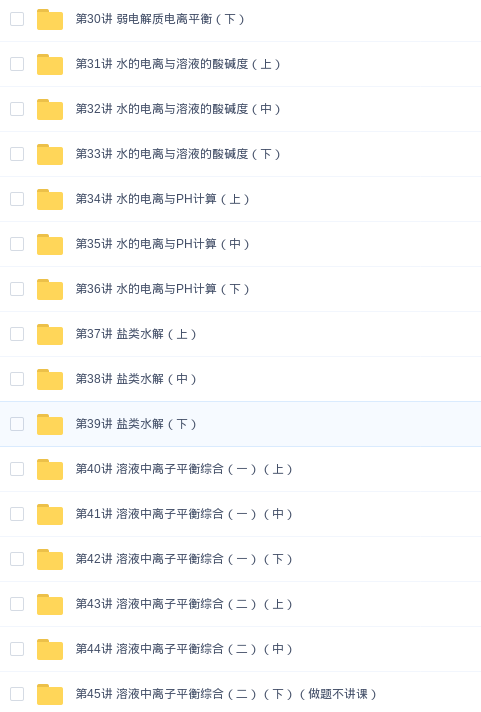 第30讲 弱电解质电离平衡（下）
第31讲 水的电离与溶液的酸碱度（上）
第32讲 水的电离与溶液的酸碱度（中）
第33讲 水的电离与溶液的酸碱度（下）
第34讲 水的电离与PH计算（上）
第35讲 水的电离与PH计算（中）
第36讲 水的电离与PH计算（下）
第37讲 盐类水解（上）
第38讲 盐类水解（中）
第39讲 盐类水解（下）
第40讲 溶液中离子平衡综合（一）（上）
第41讲 溶液中离子平衡综合（一）（中）
第42讲 溶液中离子平衡综合（一）（下）
第43讲 溶液中离子平衡综合（二）（上）
第44讲 溶液中离子平衡综合（二）（中）
第45讲 溶液中离子平衡综合（二）（下）（做题不讲课）